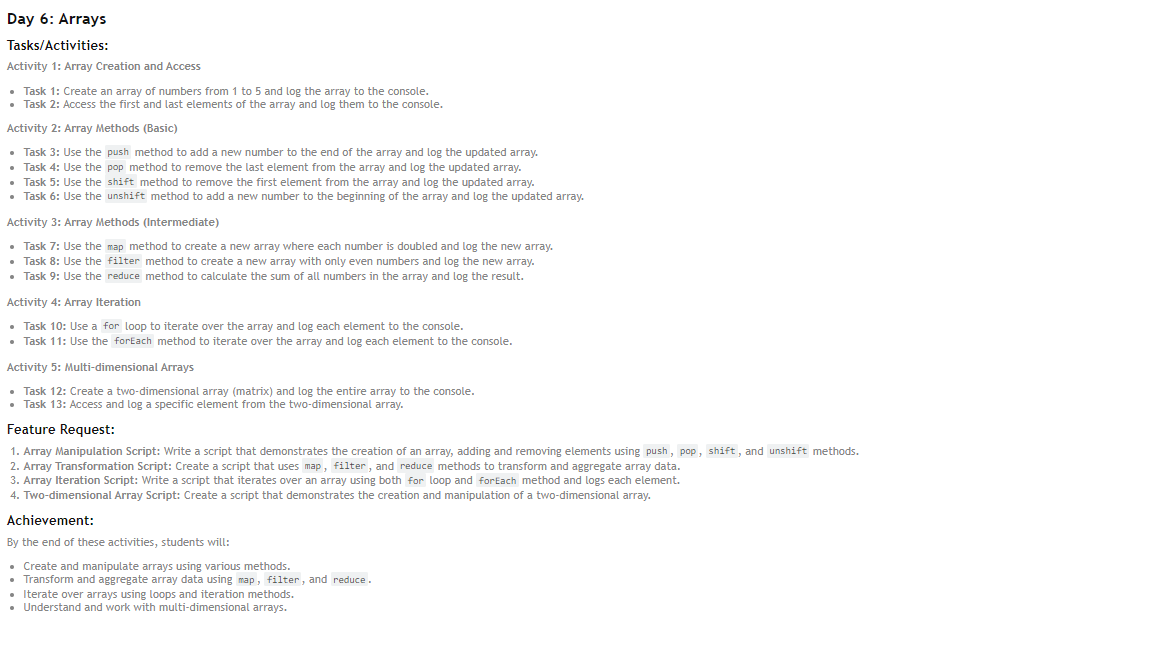 Day 6: Arrays
Tasks/Activities:
Activity 1: Array Creation and Access
• Task 1: Create an array of numbers from 1 to 5 and log the array to the console.
• Task 2: Access the first and last elements of the array and log them to the console.
Activity 2: Array Methods (Basic)
• Task 3: Use the push method to add a new number to the end of the array and log the updated array.
• Task 4: Use the pop method to remove the last element from the array and log the updated array.
• Task 5: Use the shift method to remove the first element from the array and log the updated array.
• Task 6: Use the unshift method to add a new number to the beginning of the array and log the updated array.
Activity 3: Array Methods (Intermediate)
• Task 7: Use the map method to create a new array where each number is doubled and log the new array.
• Task 8: Use the filter method to create a new array with only even numbers and log the new array.
• Task 9: Use the reduce method to calculate the sum of all numbers in the array and log the result.
Activity 4: Array Iteration
• Task 10: Use a for loop to iterate over the array and log each element to the console.
• Task 11: Use the forEach method to iterate over the array and log each element to the console.
Activity 5: Multi-dimensional Arrays
• Task 12: Create a two-dimensional array (matrix) and log the entire array to the console.
• Task 13: Access and log a specific element from the two-dimensional array.
Feature Request:
1. Array Manipulation Script: Write a script that demonstrates the creation of an array, adding and removing elements using push, pop, shift, and unshift methods.
2. Array Transformation Script: Create a script that uses map, filter, and reduce methods to transform and aggregate array data.
3. Array Iteration Script: Write a script that iterates over an array using both for loop and forEach method and logs each element.
4. Two-dimensional Array Script: Create a script that demonstrates the creation and manipulation of a two-dimensional array.
Achievement:
By the end of these activities, students will:
• Create and manipulate arrays using various methods.
• Transform and aggregate array data using map, filter, and reduce.
• Iterate over arrays using loops and iteration methods.
• Understand and work with multi-dimensional arrays.